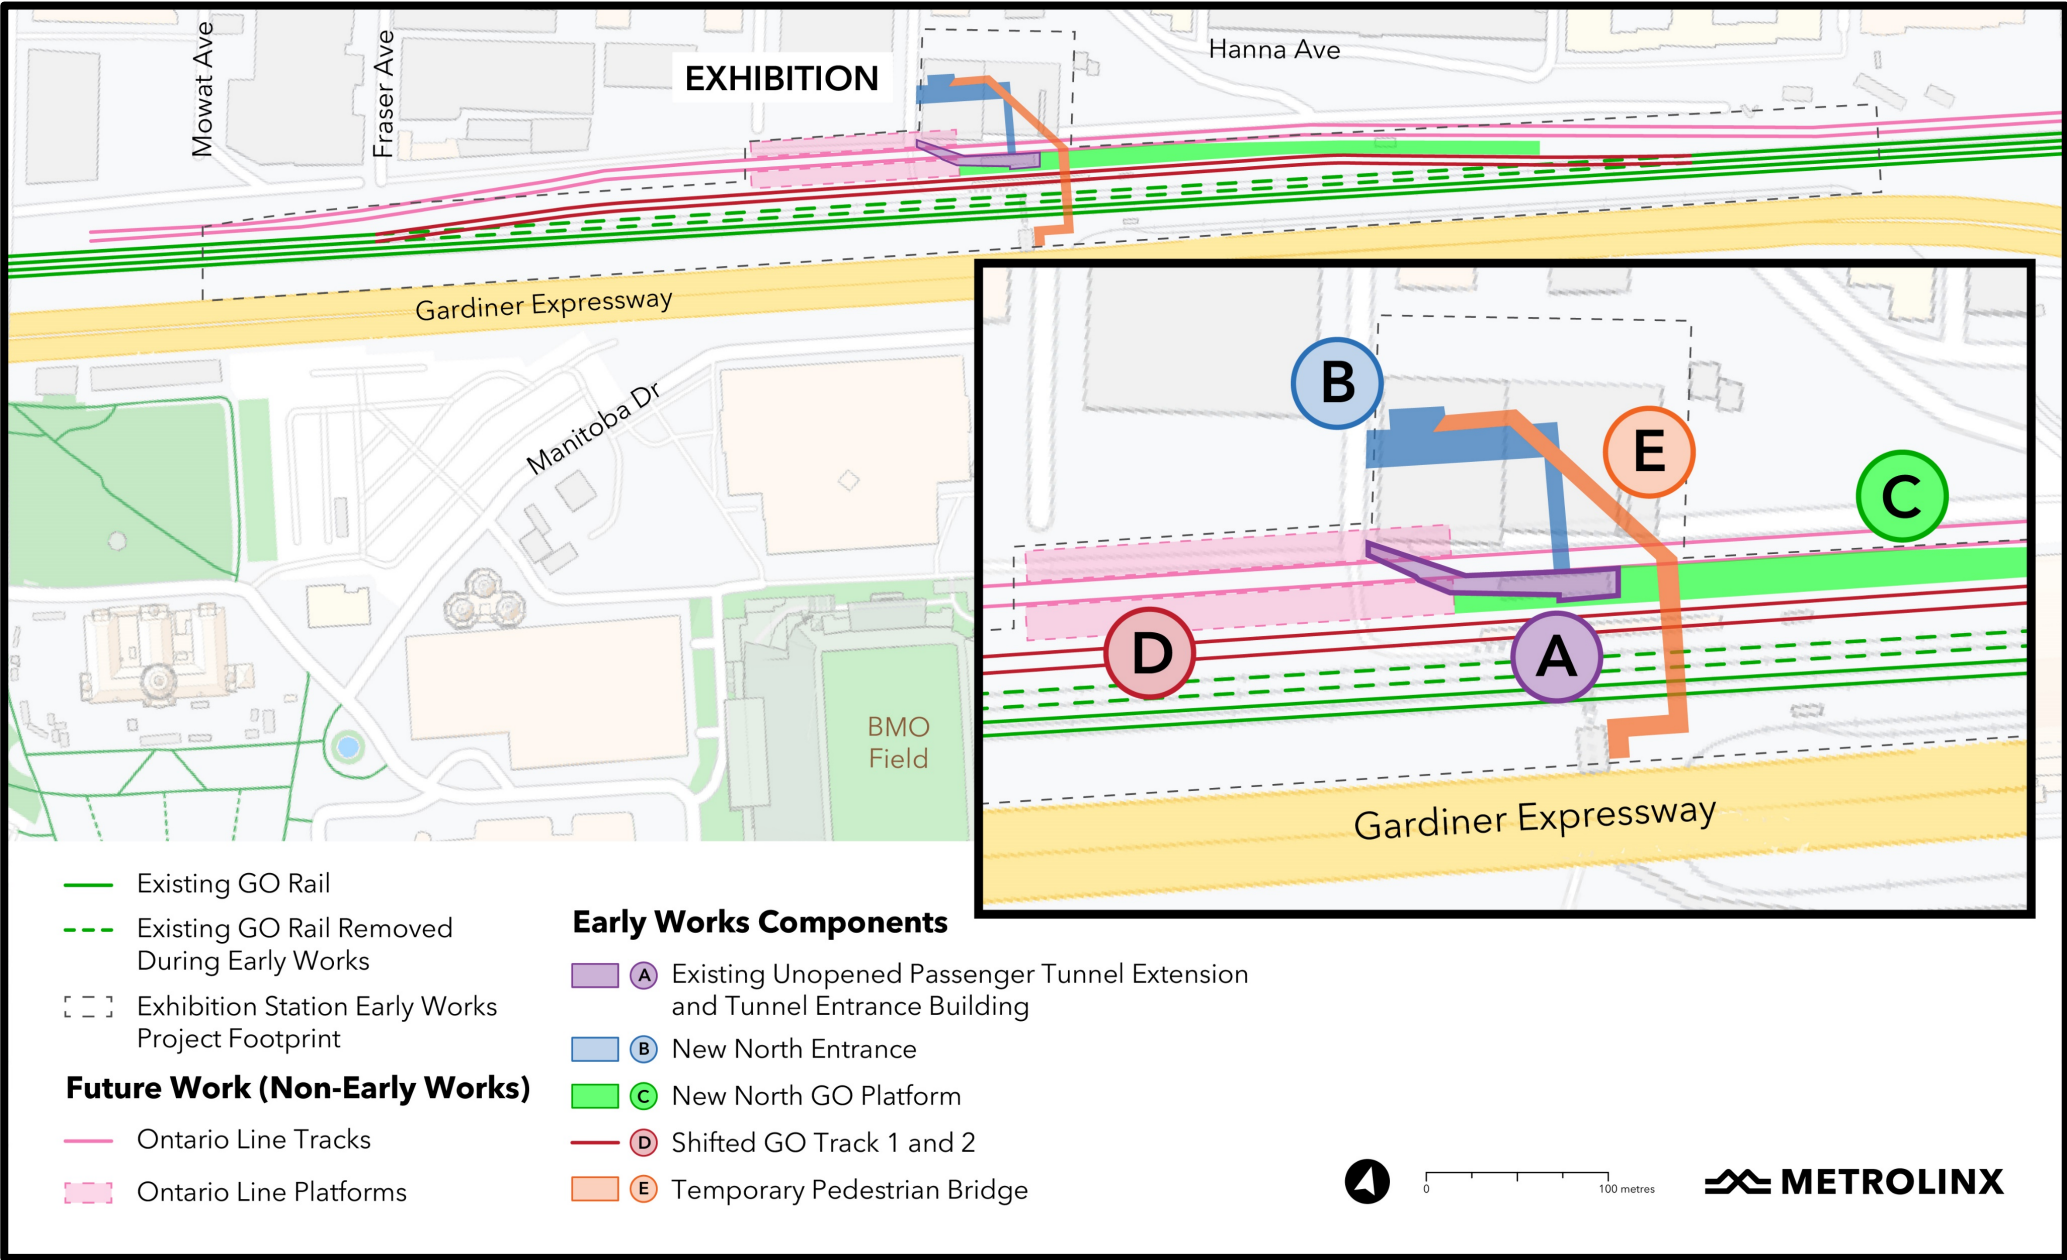 Mowat Ave
Fraser Ave
EXHIBITION
Hanna Ave
Gardiner Expressway
Manitoba Dr
BMO
Field
B
E
C
D
A
Gardiner Expressway
Existing GO Rail
Existing GO Rail Removed
During Early Works
Exhibition Station Early Works
Project Footprint
Future Work (Non-Early Works)
Ontario Line Tracks
Ontario Line Platforms
Early Works Components
A Existing Unopened Passenger Tunnel Extension
and Tunnel Entrance Building
B New North Entrance
C New North GO Platform
D Shifted GO Track 1 and 2
E Temporary Pedestrian Bridge
0 100 metres
METROLINX